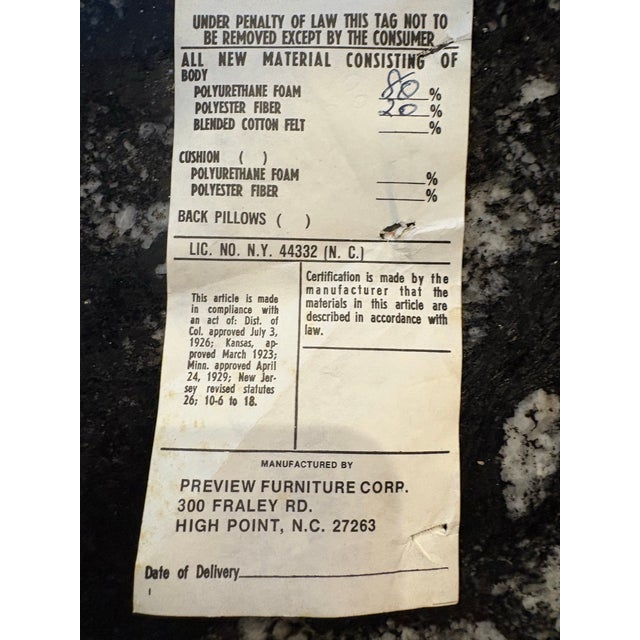 UNDER PENALTY OF LAW THIS TAG NOT TO
BE REMOVED EXCEPT BY THE CONSUMER
ALL NEW MATERIAL CONSISTING OF
BODY
POLYURETHANE FOAM 80%
POLYESTER FIBER 20%
BLENDED COTTON FELT ____%
CUSHION ( )
POLYURETHANE FOAM ____%
POLYESTER FIBER ____%
BACK PILLOWS ( )
LIC. NO. N.Y. 44332 (N. C.)
This article is made
in compliance with
an act of: Dist. of
Col. approved July 3,
1926; Kansas, ap-
proved March 1923;
Minn. approved April
24, 1929; New Jer-
sey revised statutes
26; 10-6 to 18.
Certification is made by the
manufacturer that the
materials in this article are
described in accordance with
law.
MANUFACTURED BY
PREVIEW FURNITURE CORP.
300 FRALEY RD.
HIGH POINT, N.C. 27263
Date of Delivery____